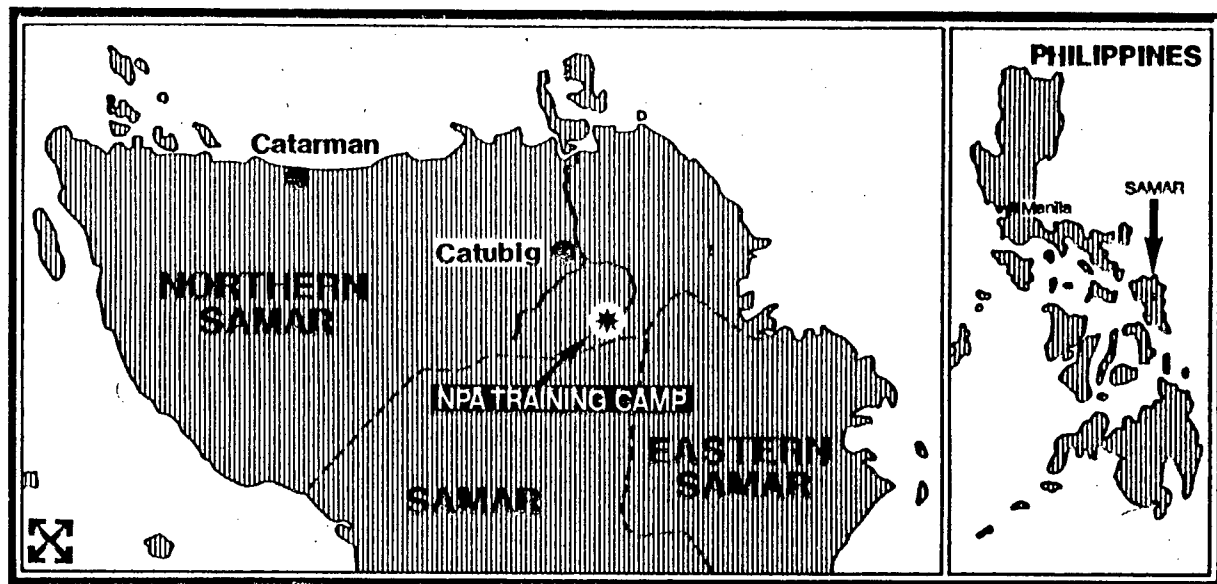 Catarman
Catubig
NORTHERN
SAMAR
NPA TRAINING CAMP
EASTERN
SAMAR
SAMAR
PHILIPPINES
SAMAR
Manila